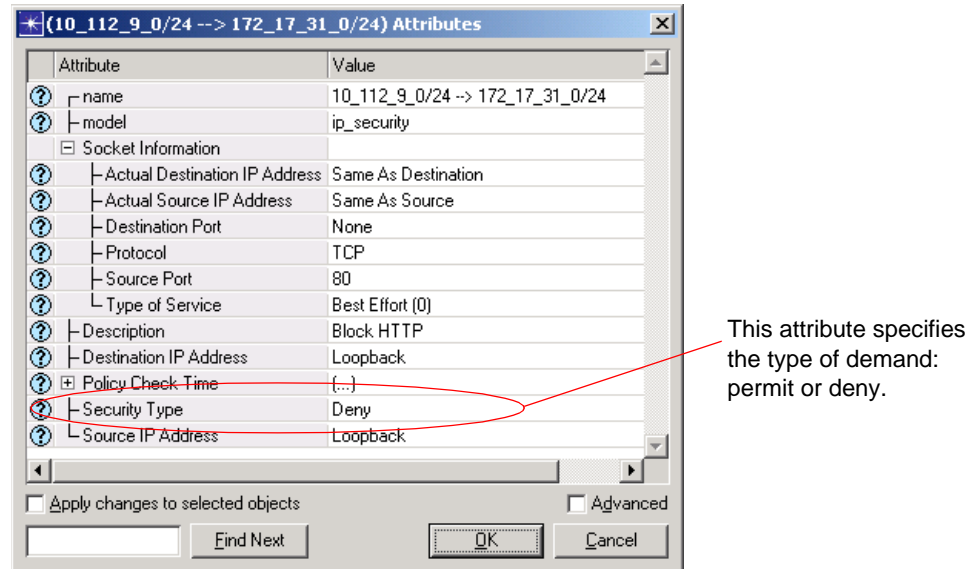 (10_112_9_0/24 --> 172_17_31_0/24) Attributes
Attribute Value
name 10_112_9_0/24 --> 172_17_31_0/24
model ip_security
Socket Information
Actual Destination IP Address Same As Destination
Actual Source IP Address Same As Source
Destination Port None
Protocol TCP
Source Port 80
Type of Service Best Effort (0)
Description Block HTTP
Destination IP Address Loopback
Policy Check Time (...)
Security Type Deny
Source IP Address Loopback
This attribute specifies
the type of demand:
permit or deny.
Apply changes to selected objects Advanced
Find Next OK Cancel